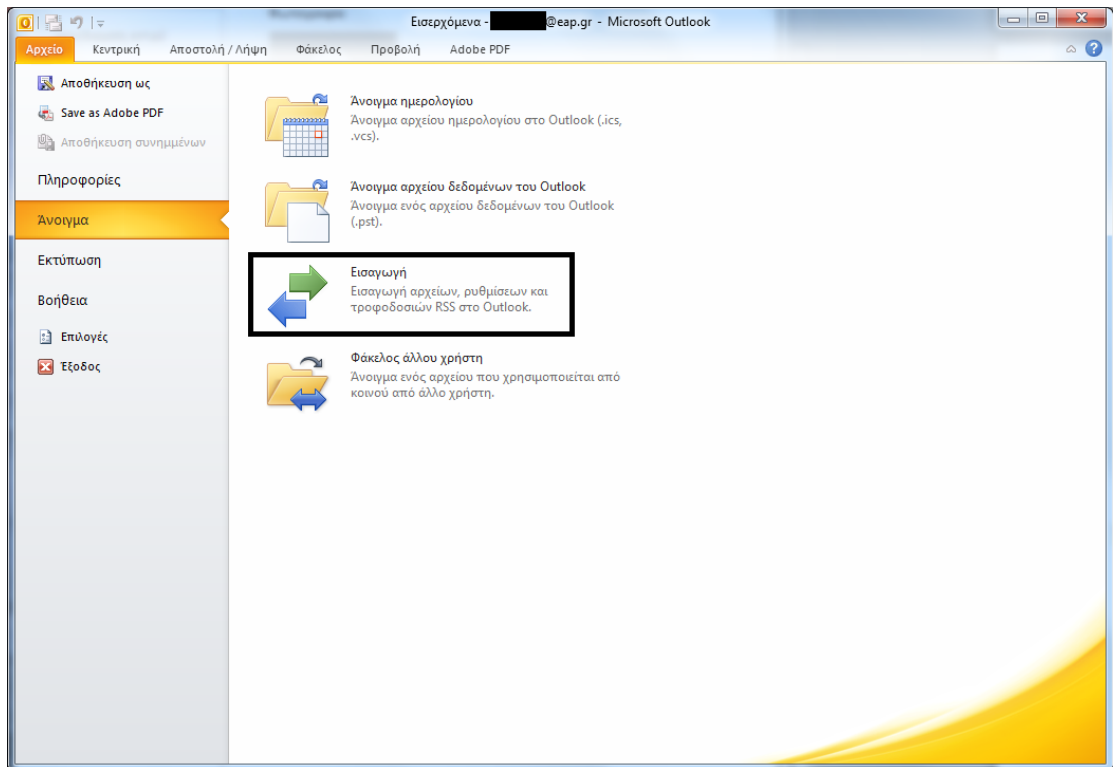 Εισερχόμενα - @eap.gr - Microsoft Outlook
Αρχείο Κεντρική Αποστολή / Λήψη Φάκελος Προβολή Adobe PDF
Αποθήκευση ως
Save as Adobe PDF
Αποθήκευση συνημμένων
Πληροφορίες
Άνοιγμα
Εκτύπωση
Βοήθεια
Επιλογές
Έξοδος
Άνοιγμα ημερολογίου
Άνοιγμα αρχείου ημερολογίου στο Outlook (.ics,
.vcs).
Άνοιγμα αρχείου δεδομένων του Outlook
Άνοιγμα ενός αρχείου δεδομένων του Outlook
(.pst).
Εισαγωγή
Εισαγωγή αρχείων, ρυθμίσεων και
τροφοδοσιών RSS στο Outlook.
Φάκελος άλλου χρήστη
Άνοιγμα ενός αρχείου που χρησιμοποιείται από
κοινού από άλλο χρήστη.